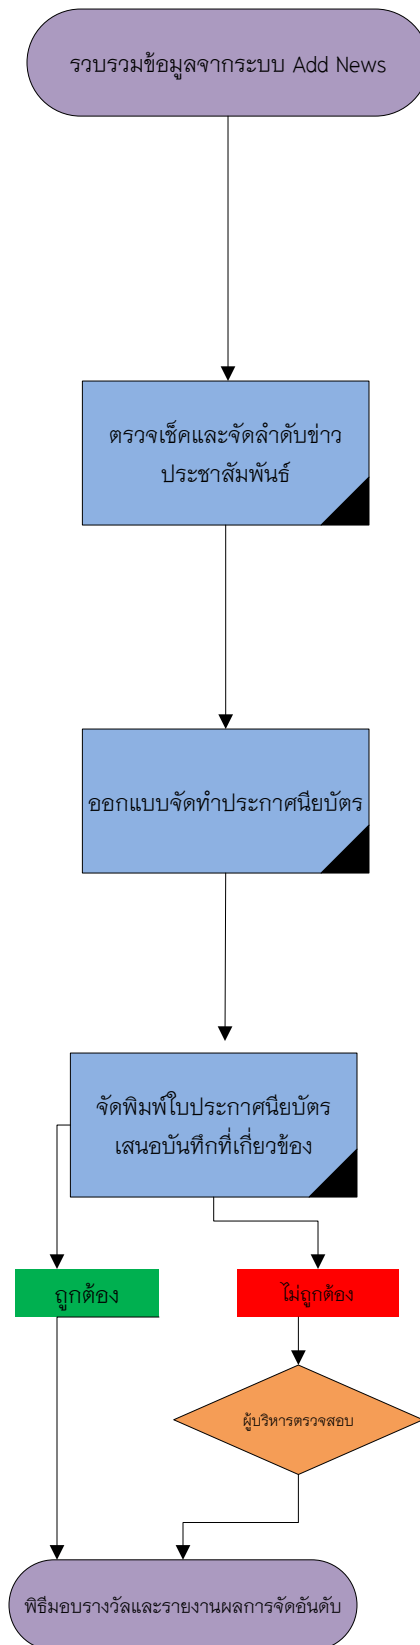 รวบรวมข้อมูลจากระบบ Add News
ตรวจเช็คและจัดลำดับข่าว
ประชาสัมพันธ์
ออกแบบจัดทำประกาศนียบัตร
จัดพิมพ์ใบประกาศนียบัตร
เสนอบันทึกที่เกี่ยวข้อง
ถูกต้อง
ไม่ถูกต้อง
ผู้บริหารตรวจสอบ
พิธีมอบรางวัลและรายงานผลการจัดอันดับ